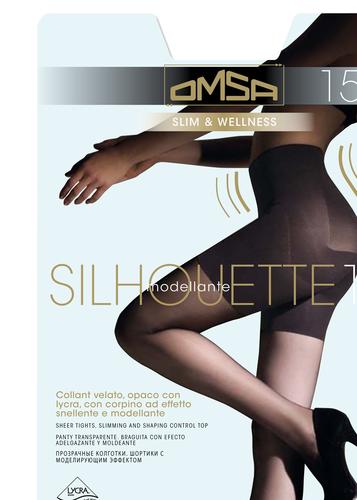 OMSA
15
SLIM & WELLNESS
SILHOUETTE 1
modellante
Collant velato, opaco con
lycra, con corpino ad effetto
snellente e modellante
SHEER TIGHTS, SLIMMING AND SHAPING CONTROL TOP
PANTY TRANSPARENTE, BRAGUITA CON EFECTO
ADELGAZANTE Y MOLDEANTE
ПРОЗРАЧНЫЕ КОЛГОТКИ, ШОРТИКИ С
МОДЕЛИРУЮЩИМ ЭФФЕКТОМ
LYCRA